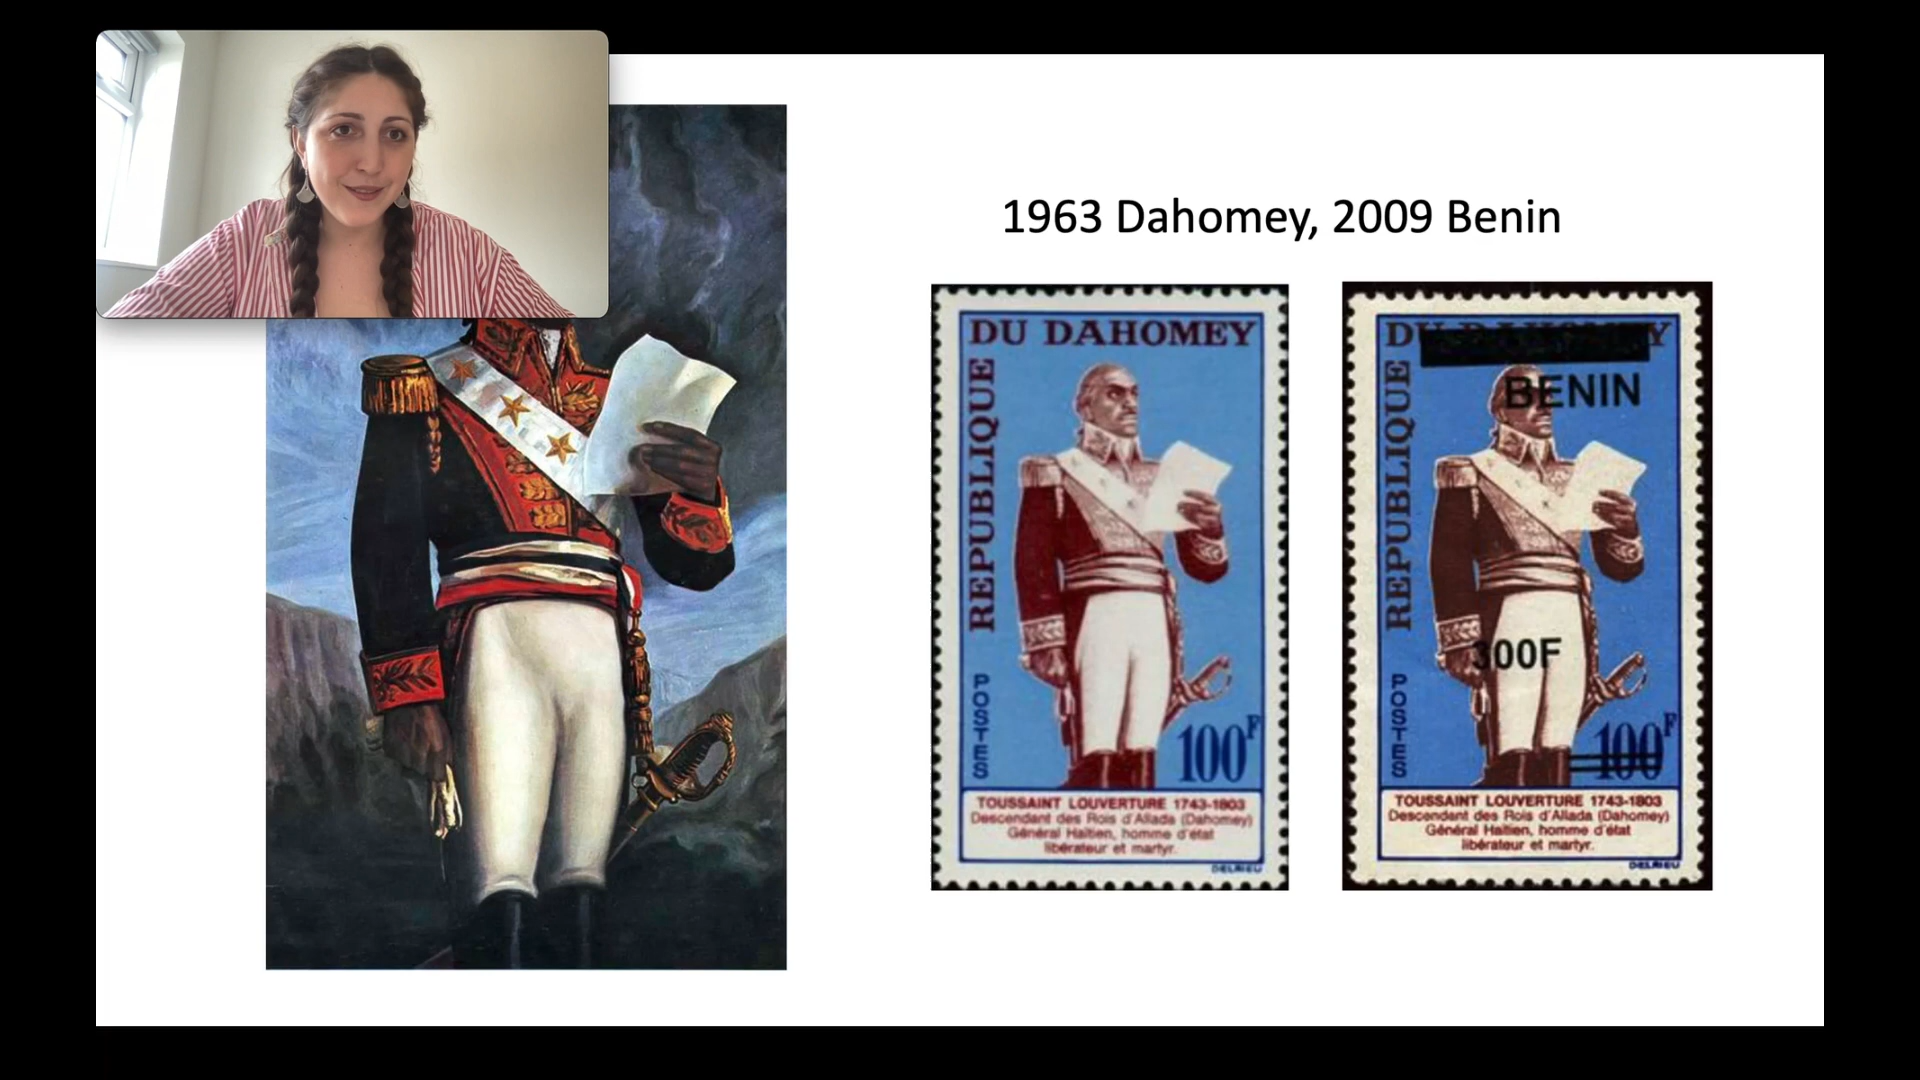 1963 Dahomey, 2009 Benin
DU DAHOMEY
REPUBLIQUE
POSTES
100F
TOUSSAINT LOUVERTURE 1743-1803
Descendant des Rois d'Allada (Dahomey)
Général Haïtien, homme d'état
libérateur et martyr.
DELRIEU
DU DAHOMEY
BENIN
REPUBLIQUE
300F
POSTES
100F
TOUSSAINT LOUVERTURE 1743-1803
Descendant des Rois d'Allada (Dahomey)
Général Haïtien, homme d'état
libérateur et martyr.
DELRIEU